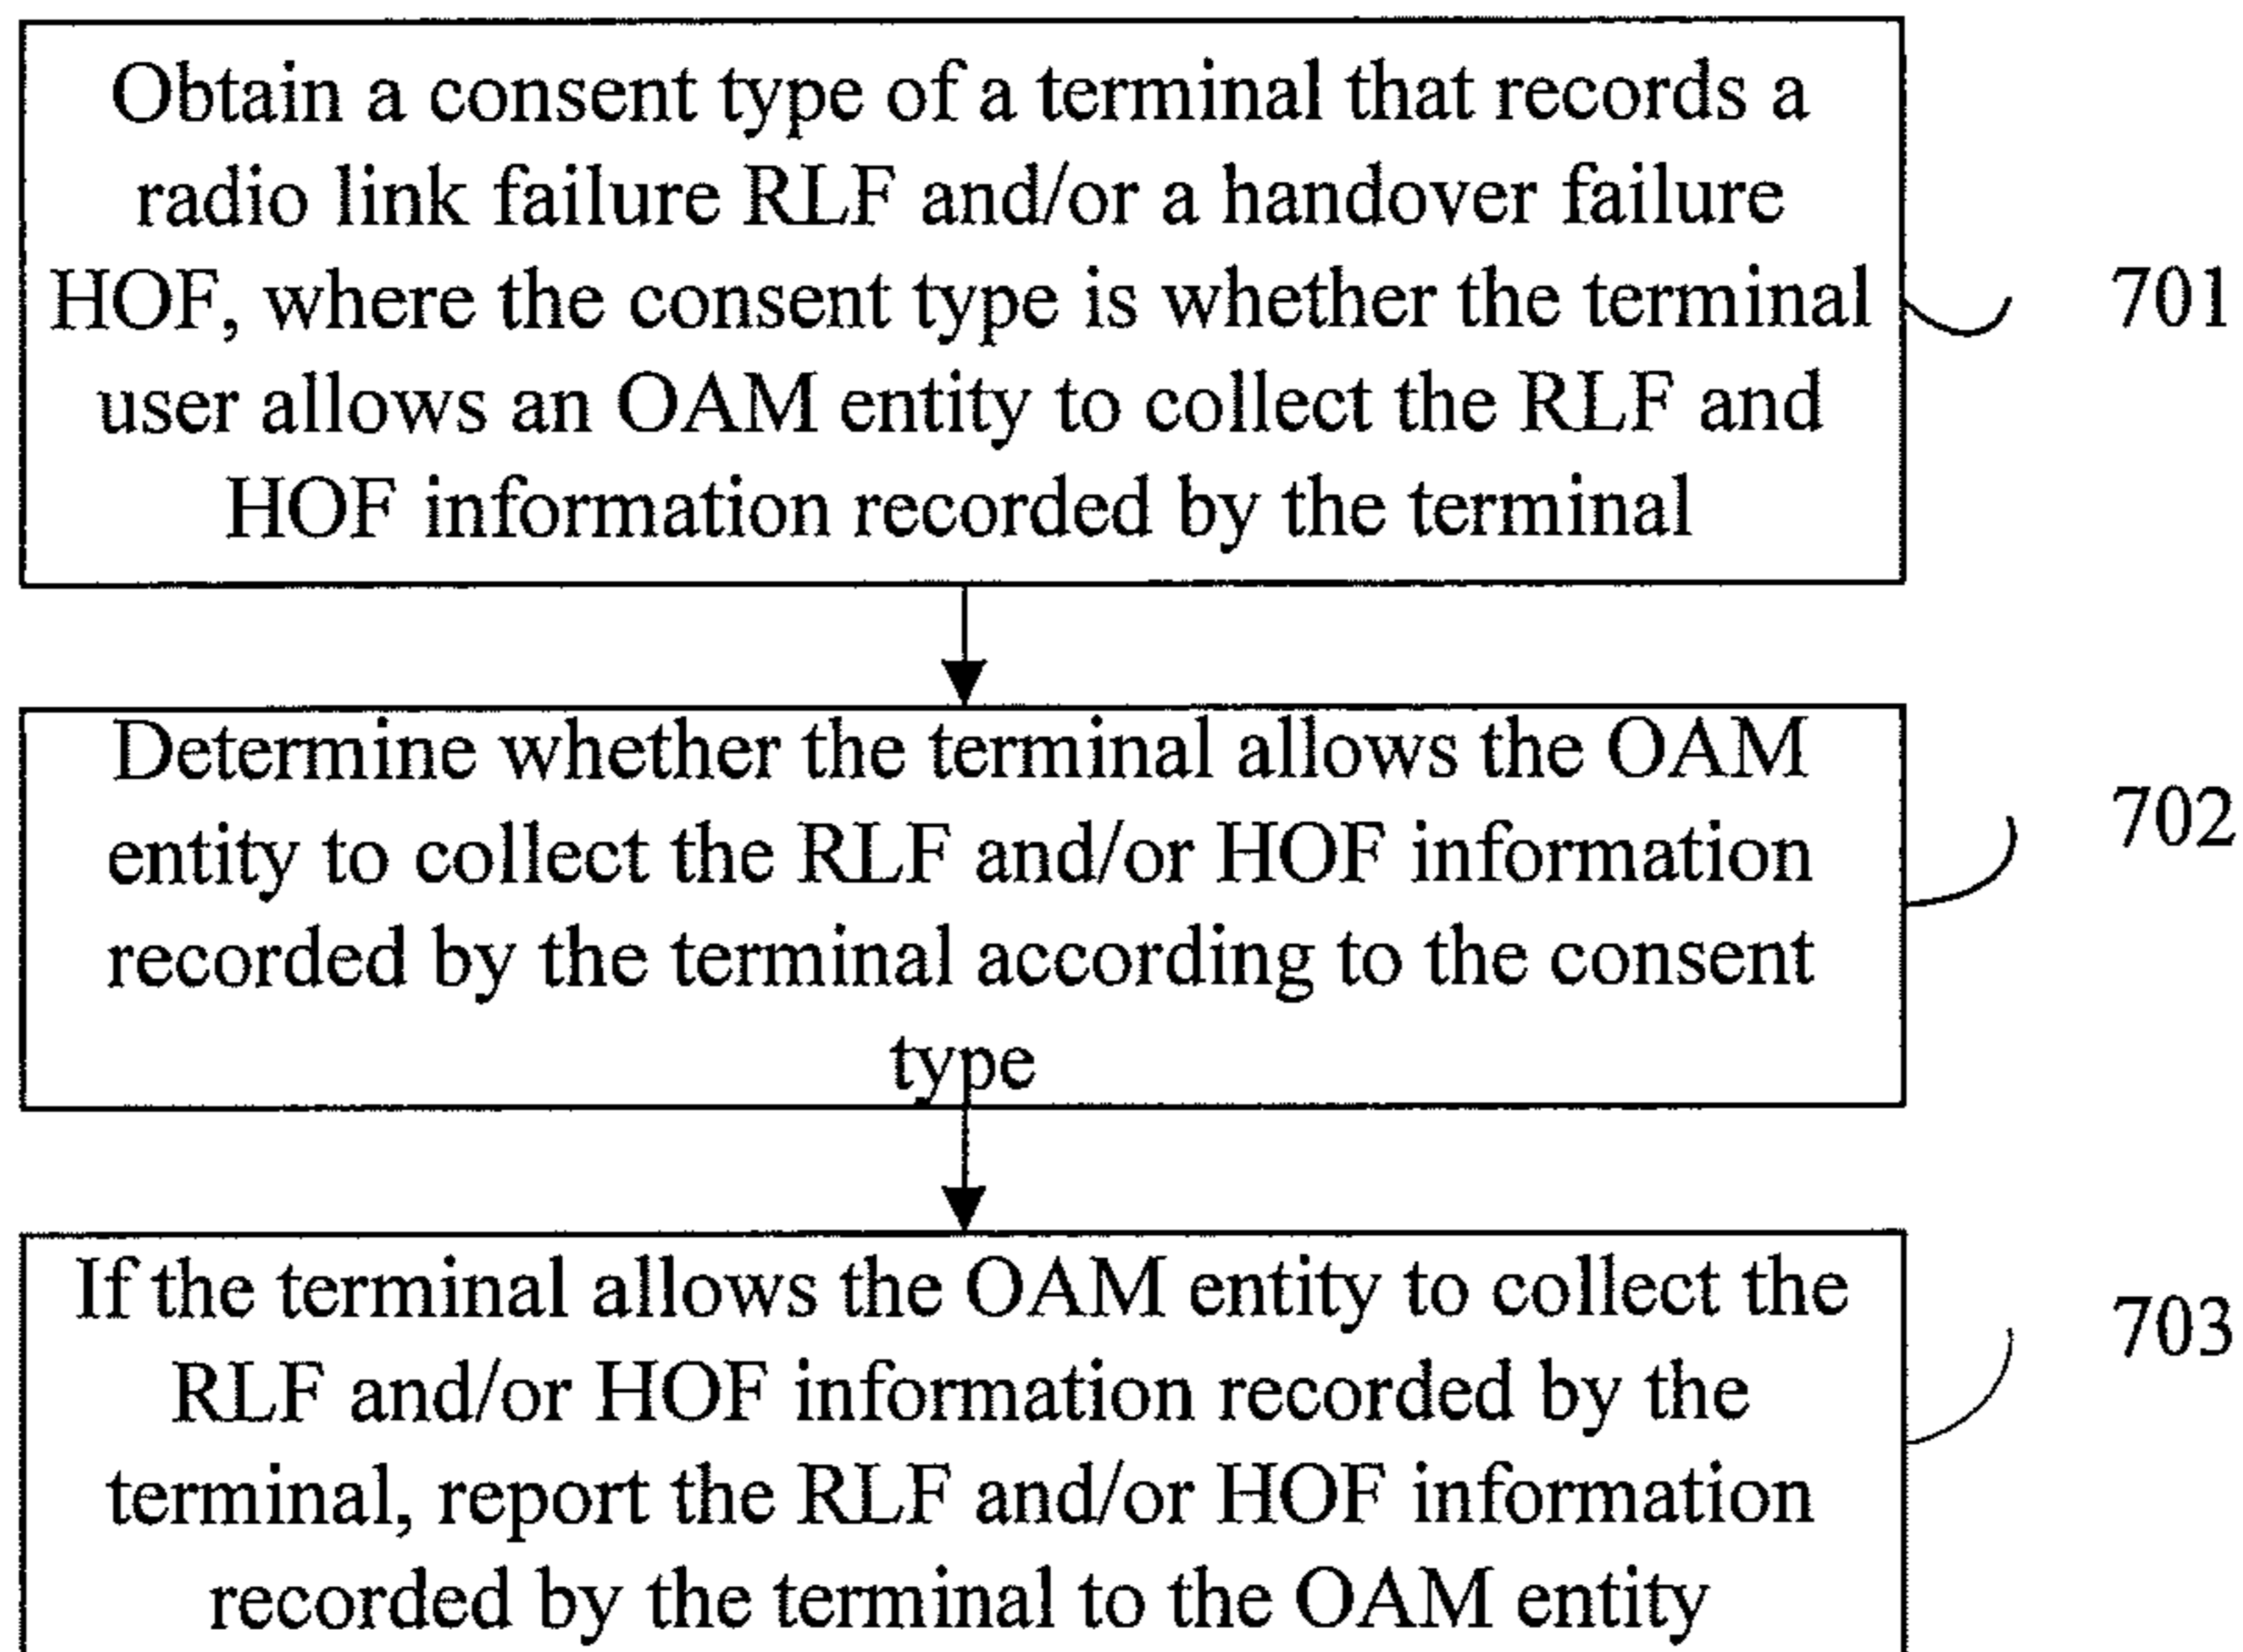 Obtain a consent type of a terminal that records a
radio link failure RLF and/or a handover failure
HOF, where the consent type is whether the terminal
user allows an OAM entity to collect the RLF and
HOF information recorded by the terminal
701
Determine whether the terminal allows the OAM
entity to collect the RLF and/or HOF information
recorded by the terminal according to the consent
type
702
If the terminal allows the OAM entity to collect the
RLF and/or HOF information recorded by the
terminal, report the RLF and/or HOF information
recorded by the terminal to the OAM entity
703